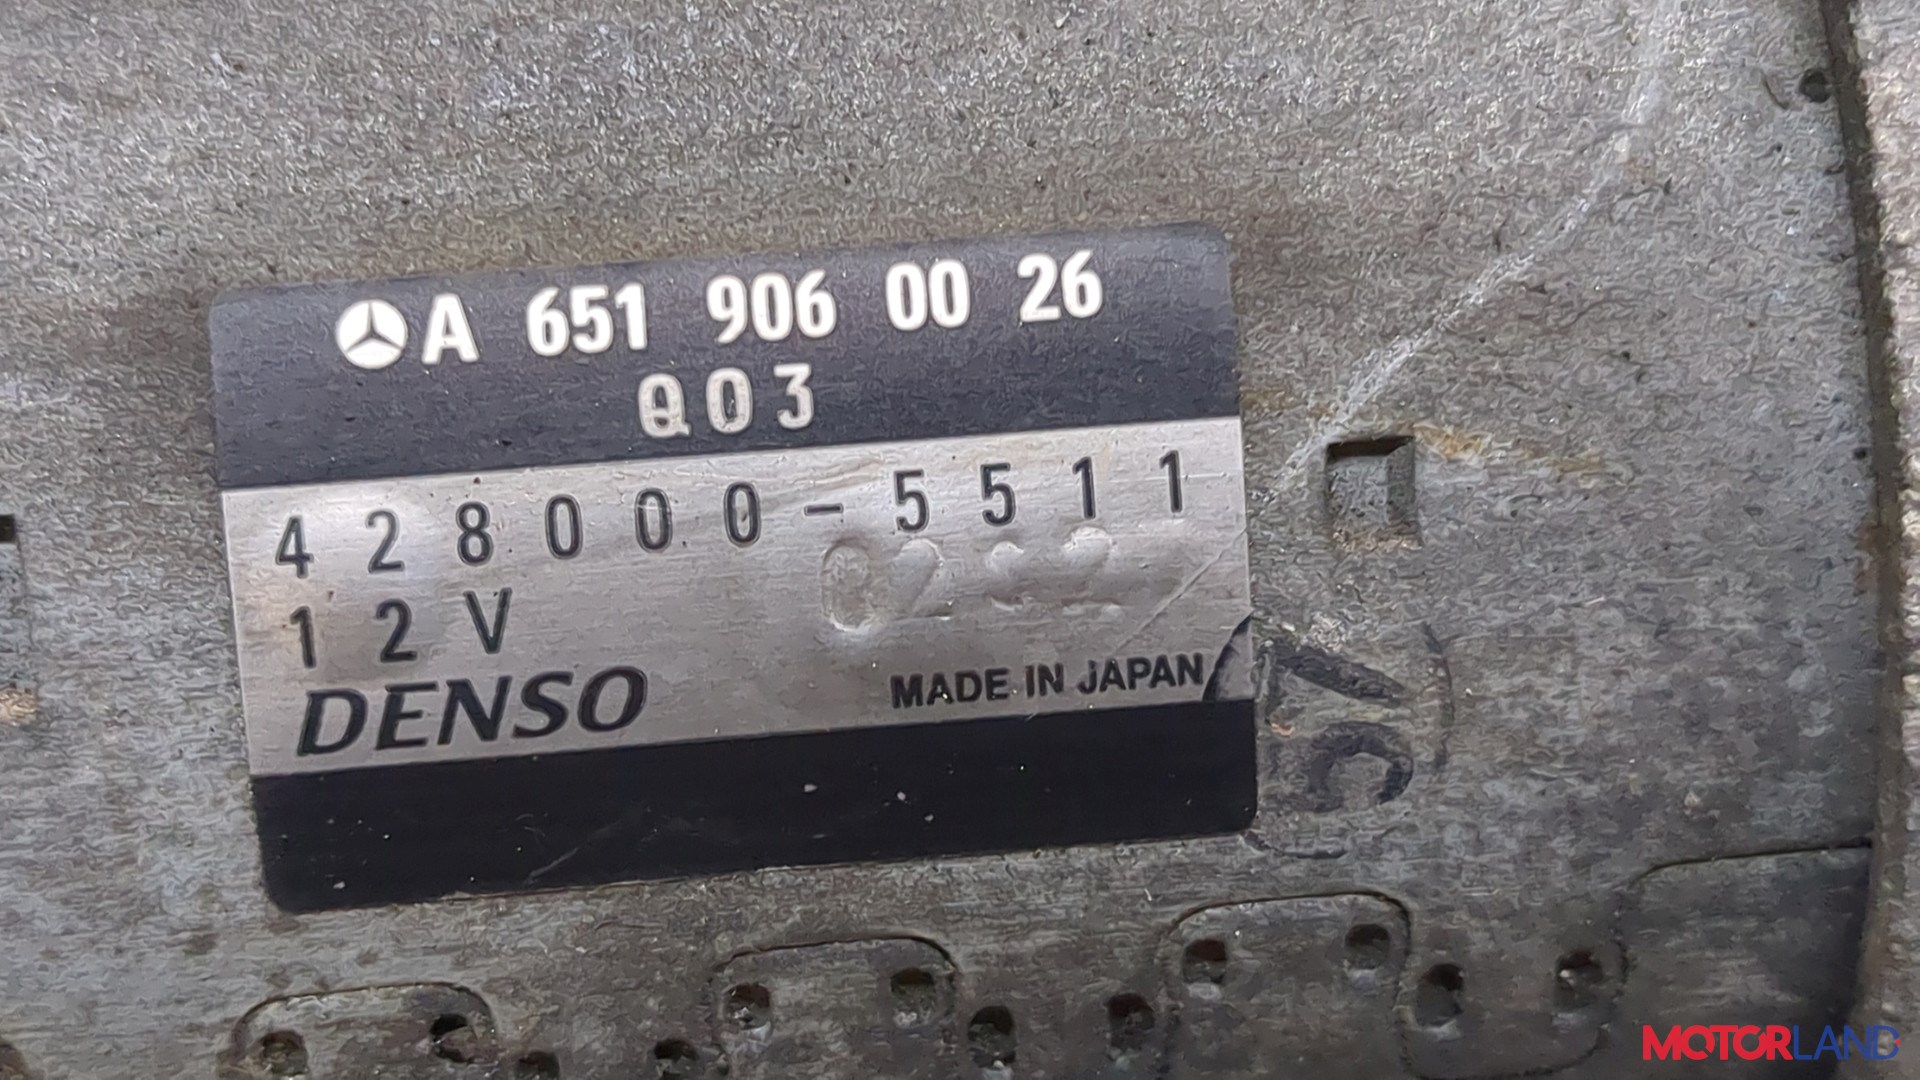 A 651 906 00 26
Q03
428000-5511
12V
DENSO
MADE IN JAPAN
MOTORLAND